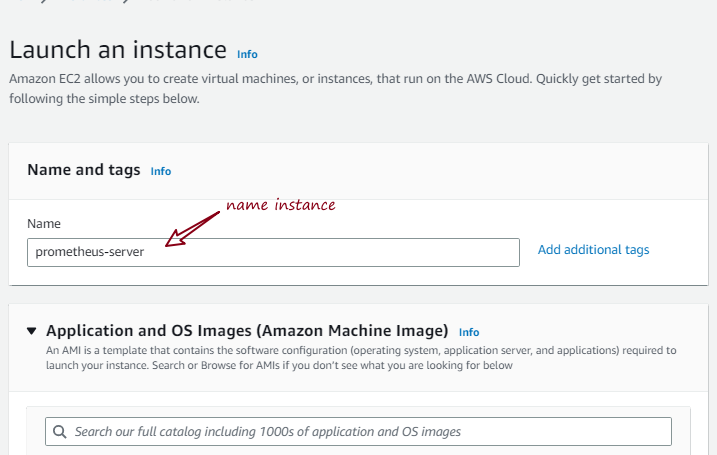 Launch an instance Info
Amazon EC2 allows you to create virtual machines, or instances, that run on the AWS Cloud. Quickly get started by
following the simple steps below.
Name and tags Info
name instance
Name
prometheus-server
Add additional tags
Application and OS Images (Amazon Machine Image) Info
An AMI is a template that contains the software configuration (operating system, application server, and applications) required to
launch your instance. Search or Browse for AMIs if you don't see what you are looking for below
Search our full catalog including 1000s of application and OS images